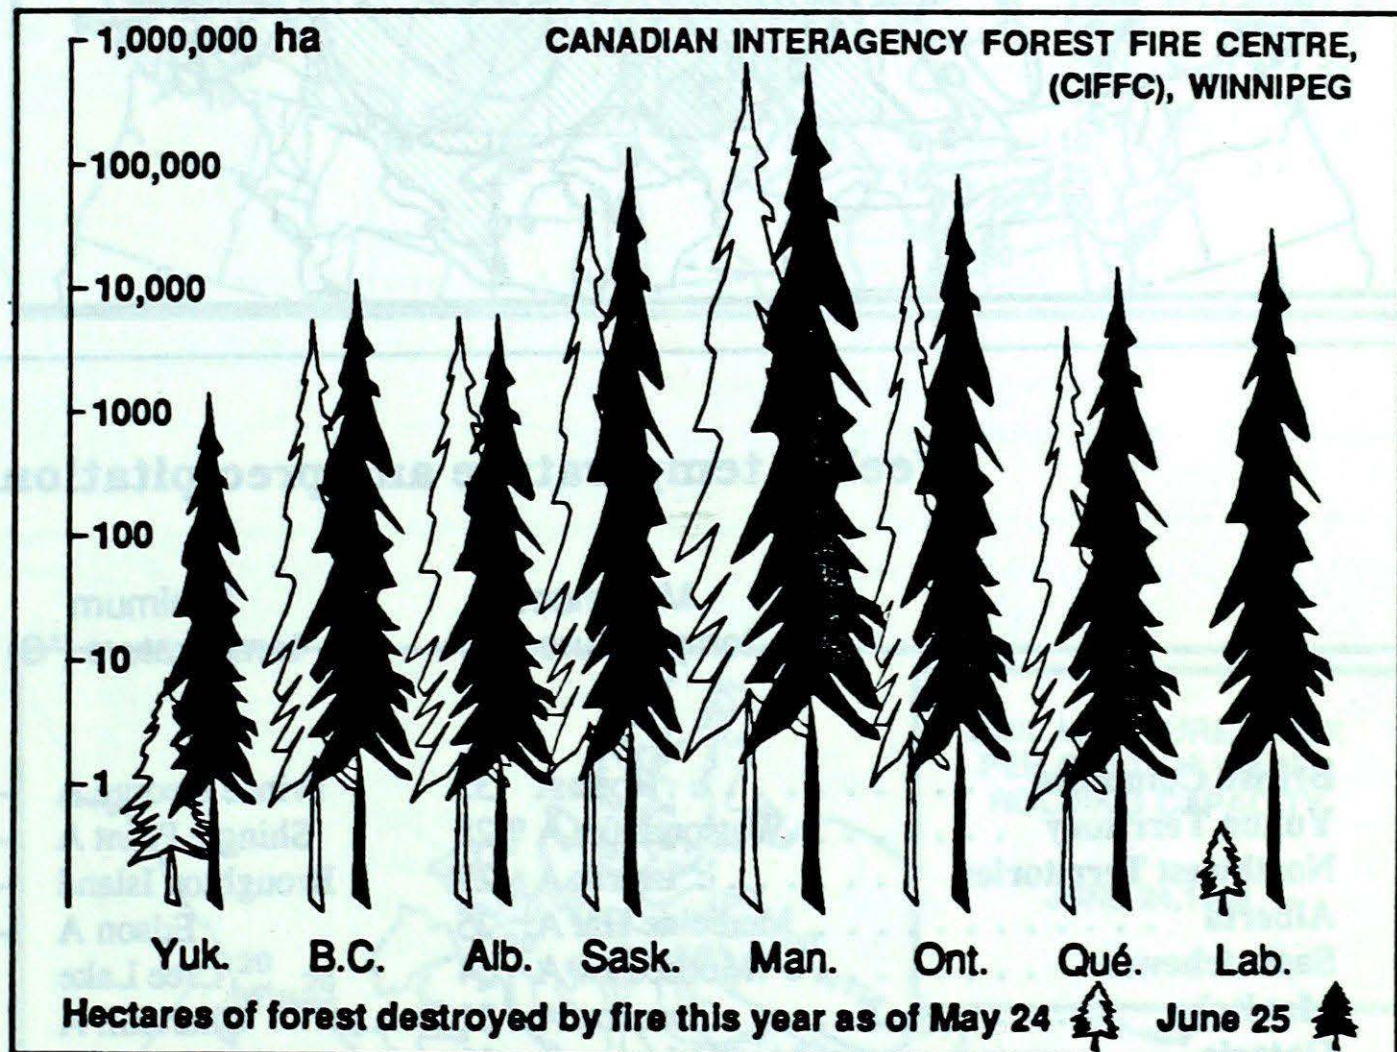 1,000,000 ha
CANADIAN INTERAGENCY FOREST FIRE CENTRE,
(CIFFC), WINNIPEG
100,000
10,000
1000
100
10
1
Yuk. B.C. Alb. Sask. Man. Ont. Qué. Lab.
Hectares of forest destroyed by fire this year as of May 24 June 25